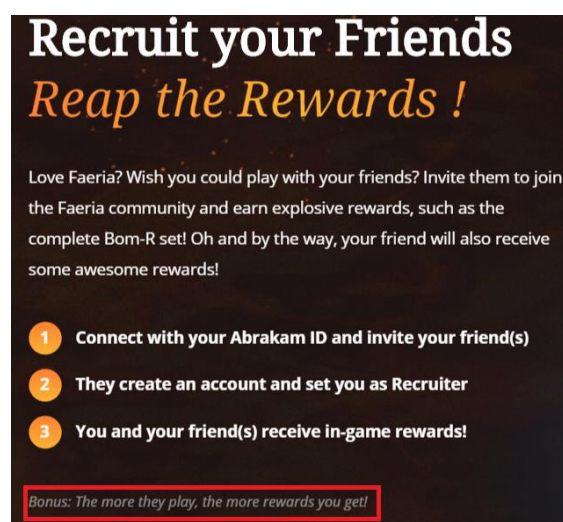 Recruit your Friends
Reap the Rewards !
Love Faeria? Wish you could play with your friends? Invite them to join
the Faeria community and earn explosive rewards, such as the
complete Bom-R set! Oh and by the way, your friend will also receive
some awesome rewards!
1 Connect with your Abrakam ID and invite your friend(s)
2 They create an account and set you as Recruiter
3 You and your friend(s) receive in-game rewards!
Bonus: The more they play, the more rewards you get!